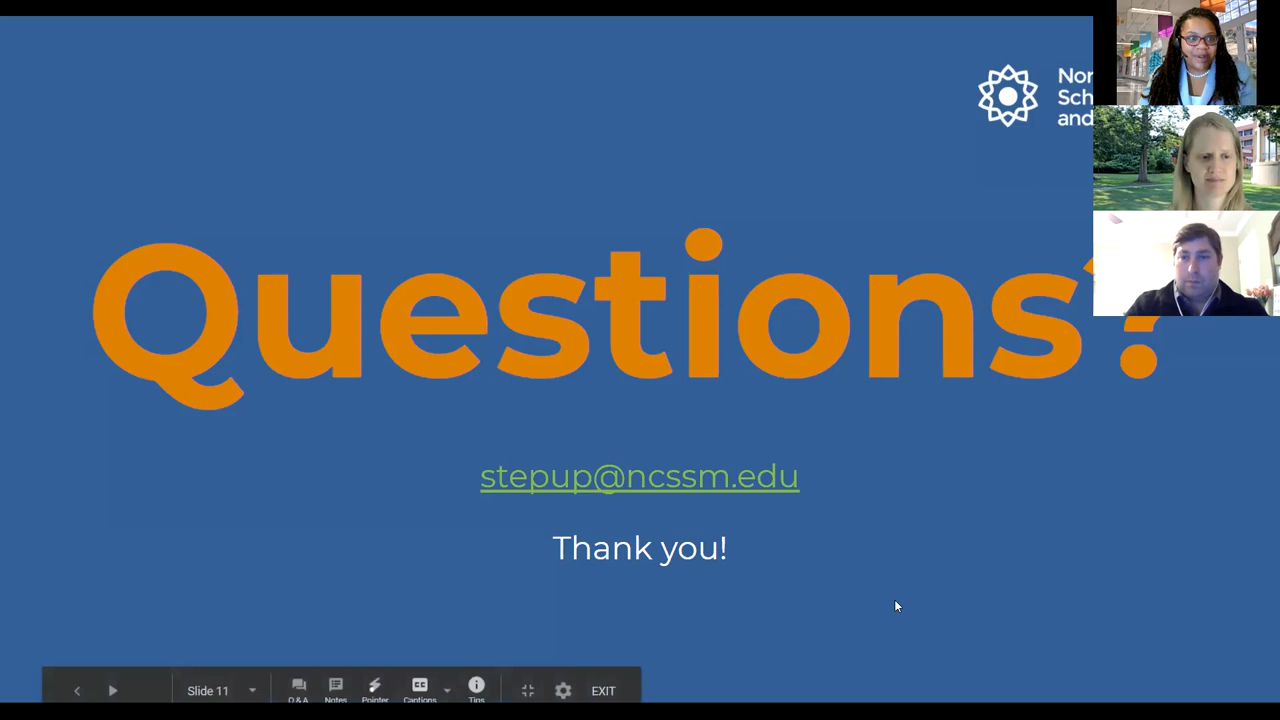 Nor
Sch
and
Questions?
stepup@ncssm.edu
Thank you!
Slide 11
Q & A
Notes
Pointer
Captions
Tips
EXIT